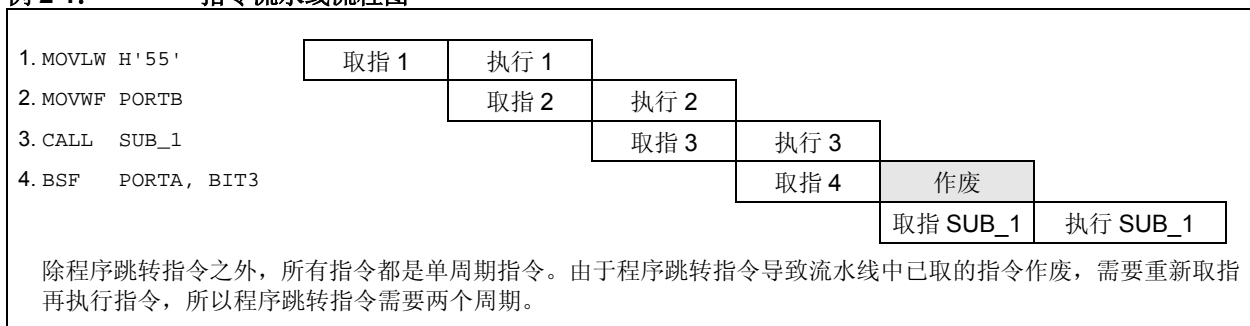 例 2-1: 指令流水线流程图
1. MOVLW H'55' 取指 1 执行 1
2. MOVWF PORTB 取指 2 执行 2
3. CALL SUB_1 取指 3 执行 3
4. BSF PORTA, BIT3 取指 4 作废
取指 SUB_1 执行 SUB_1
除程序跳转指令之外，所有指令都是单周期指令。由于程序跳转指令导致流水线中已取的指令作废，需要重新取指
再执行指令，所以程序跳转指令需要两个周期。